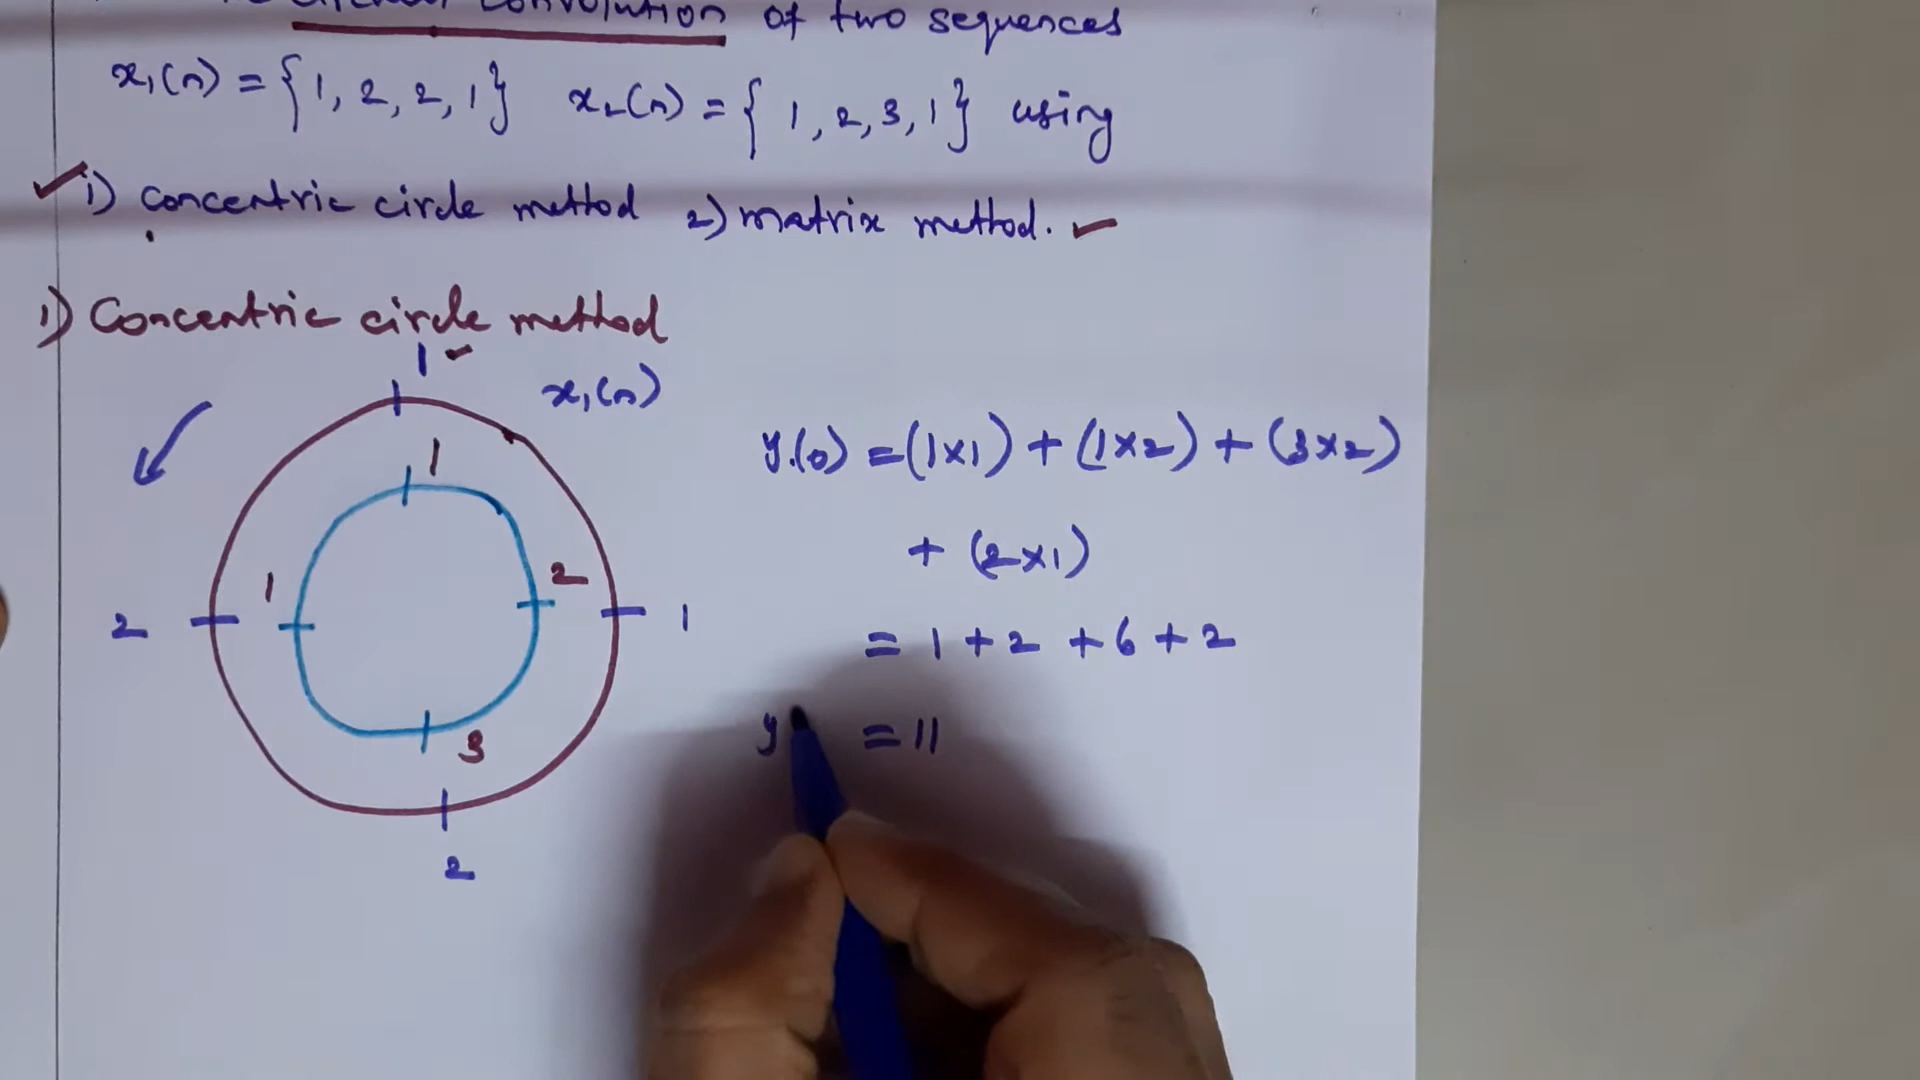 circular convolution of two sequences
x₁(n) = {1, 2, 2, 1} x₂(n) = {1, 2, 3, 1} using
i) concentric circle method 2) matrix method.
1) Concentric circle method
1
x₁(n)
1
y(0) = (1×1) + (1×2) + (3×2)
+ (2×1)
2 1 2 1
= 1 + 2 + 6 + 2
3
y = 11
2